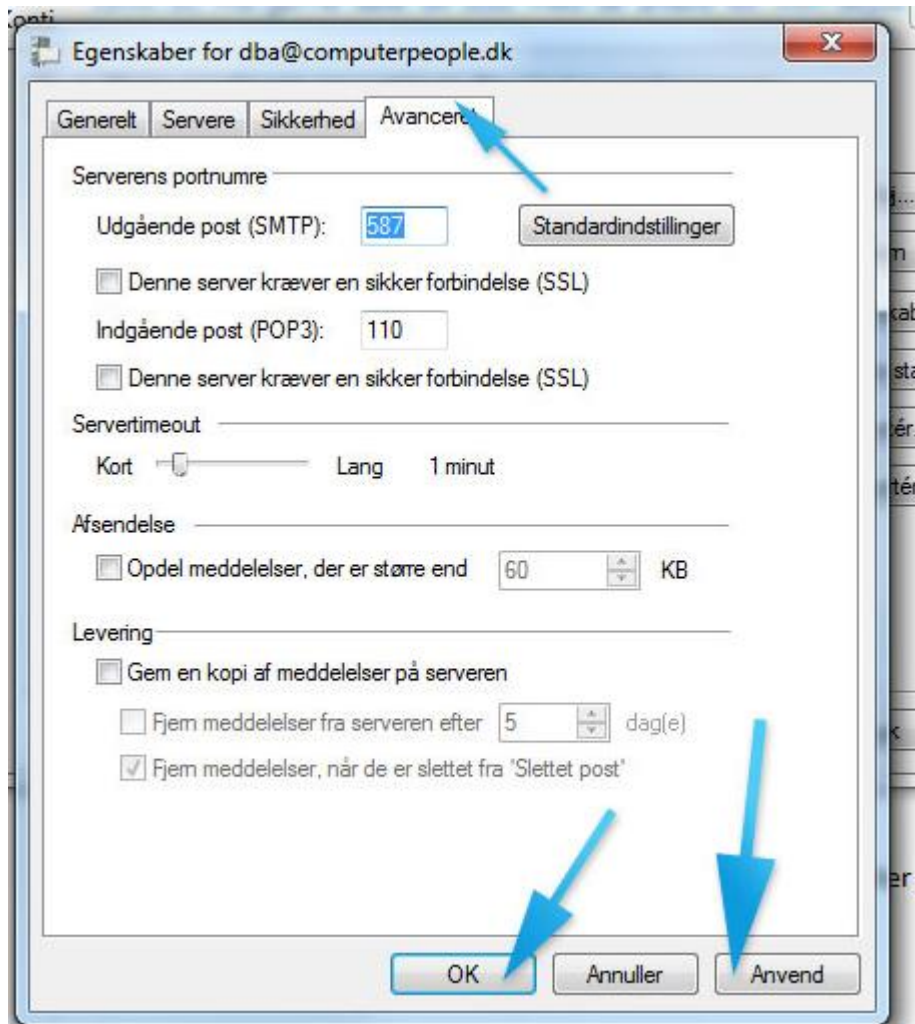 Konti
Egenskaber for dba@computerpeople.dk
Generelt Servere Sikkerhed Avanceret
Serverens portnumre
Udgående post (SMTP): 587 Standardindstillinger
Denne server kræver en sikker forbindelse (SSL)
Indgående post (POP3): 110
Denne server kræver en sikker forbindelse (SSL)
Servertimeout
Kort Lang 1 minut
Afsendelse
Opdel meddelelser, der er større end 60 KB
Levering
Gem en kopi af meddelelser på serveren
Fjern meddelelser fra serveren efter 5 dag(e)
Fjern meddelelser, når de er slettet fra 'Slettet post'
OK Annuller Anvend